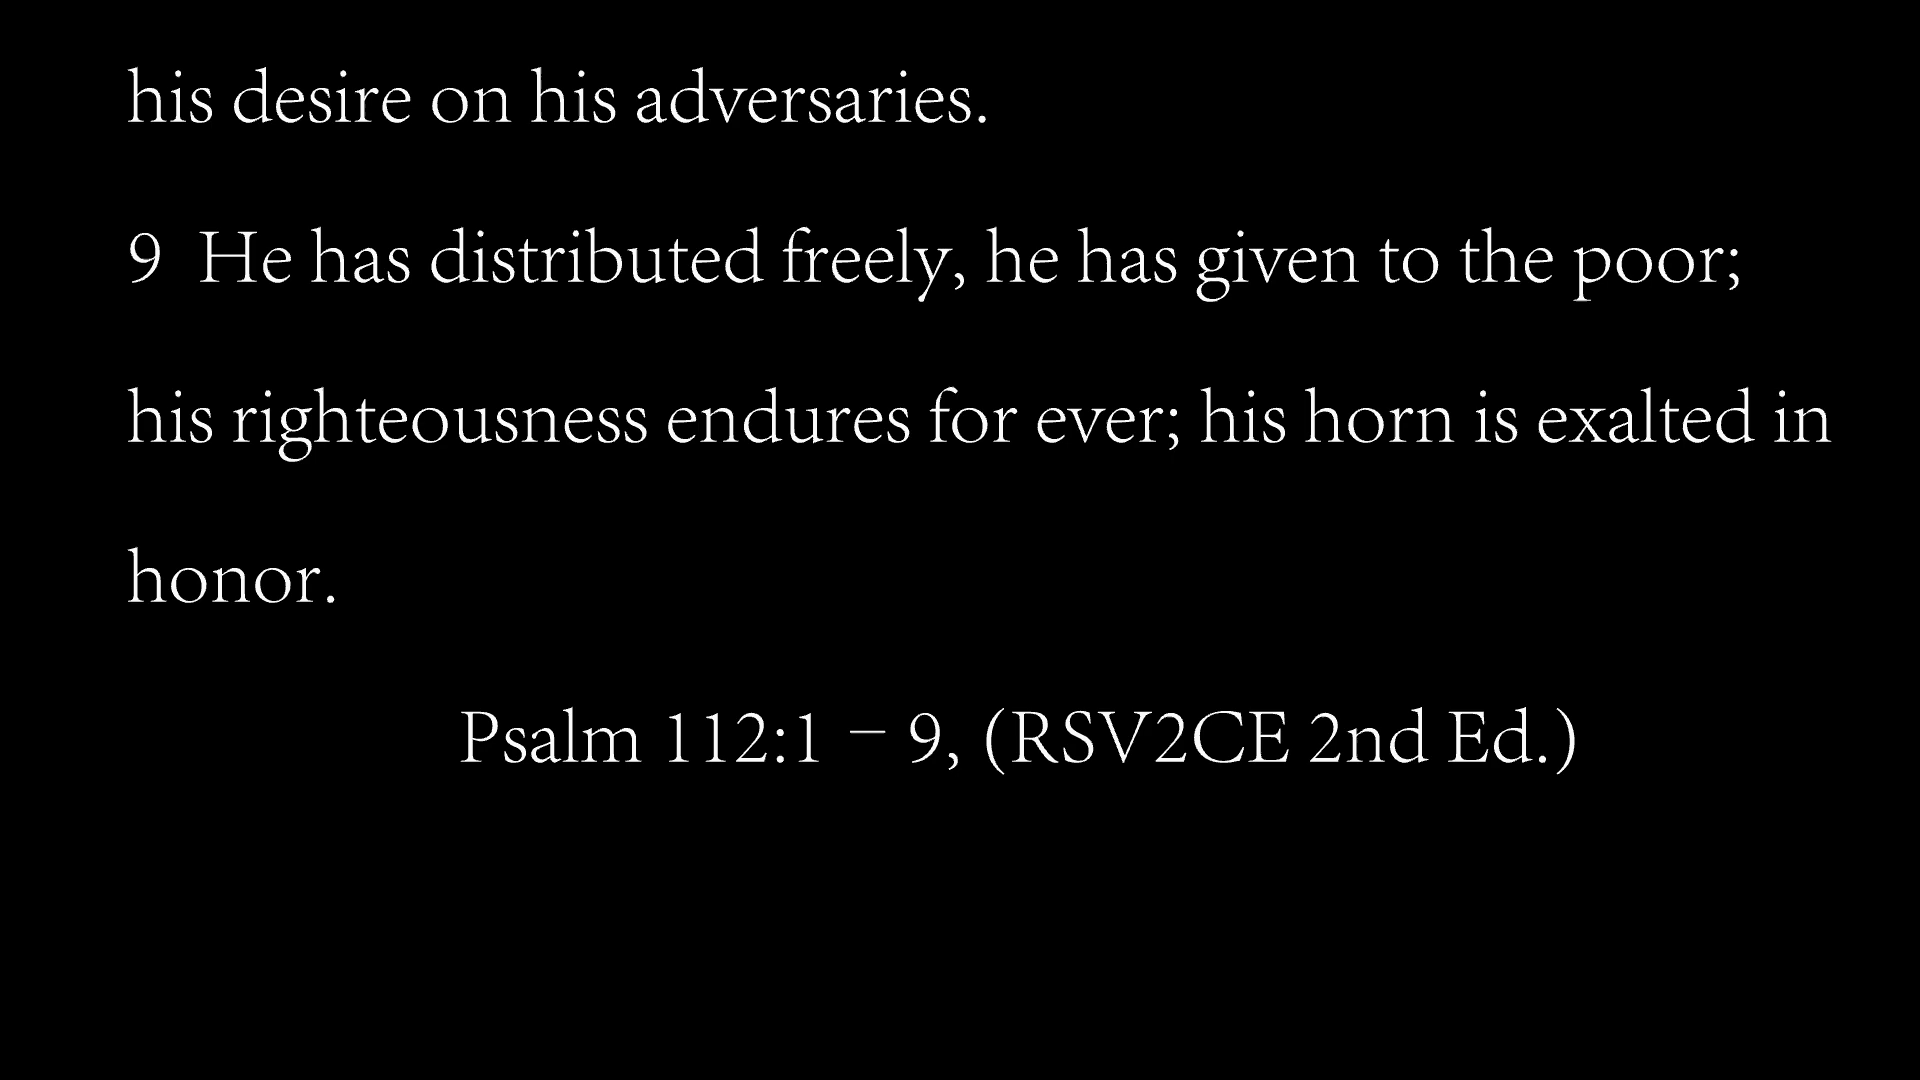 his desire on his adversaries.
9 He has distributed freely, he has given to the poor;
his righteousness endures for ever; his horn is exalted in
honor.
Psalm 112:1 – 9, (RSV2CE 2nd Ed.)